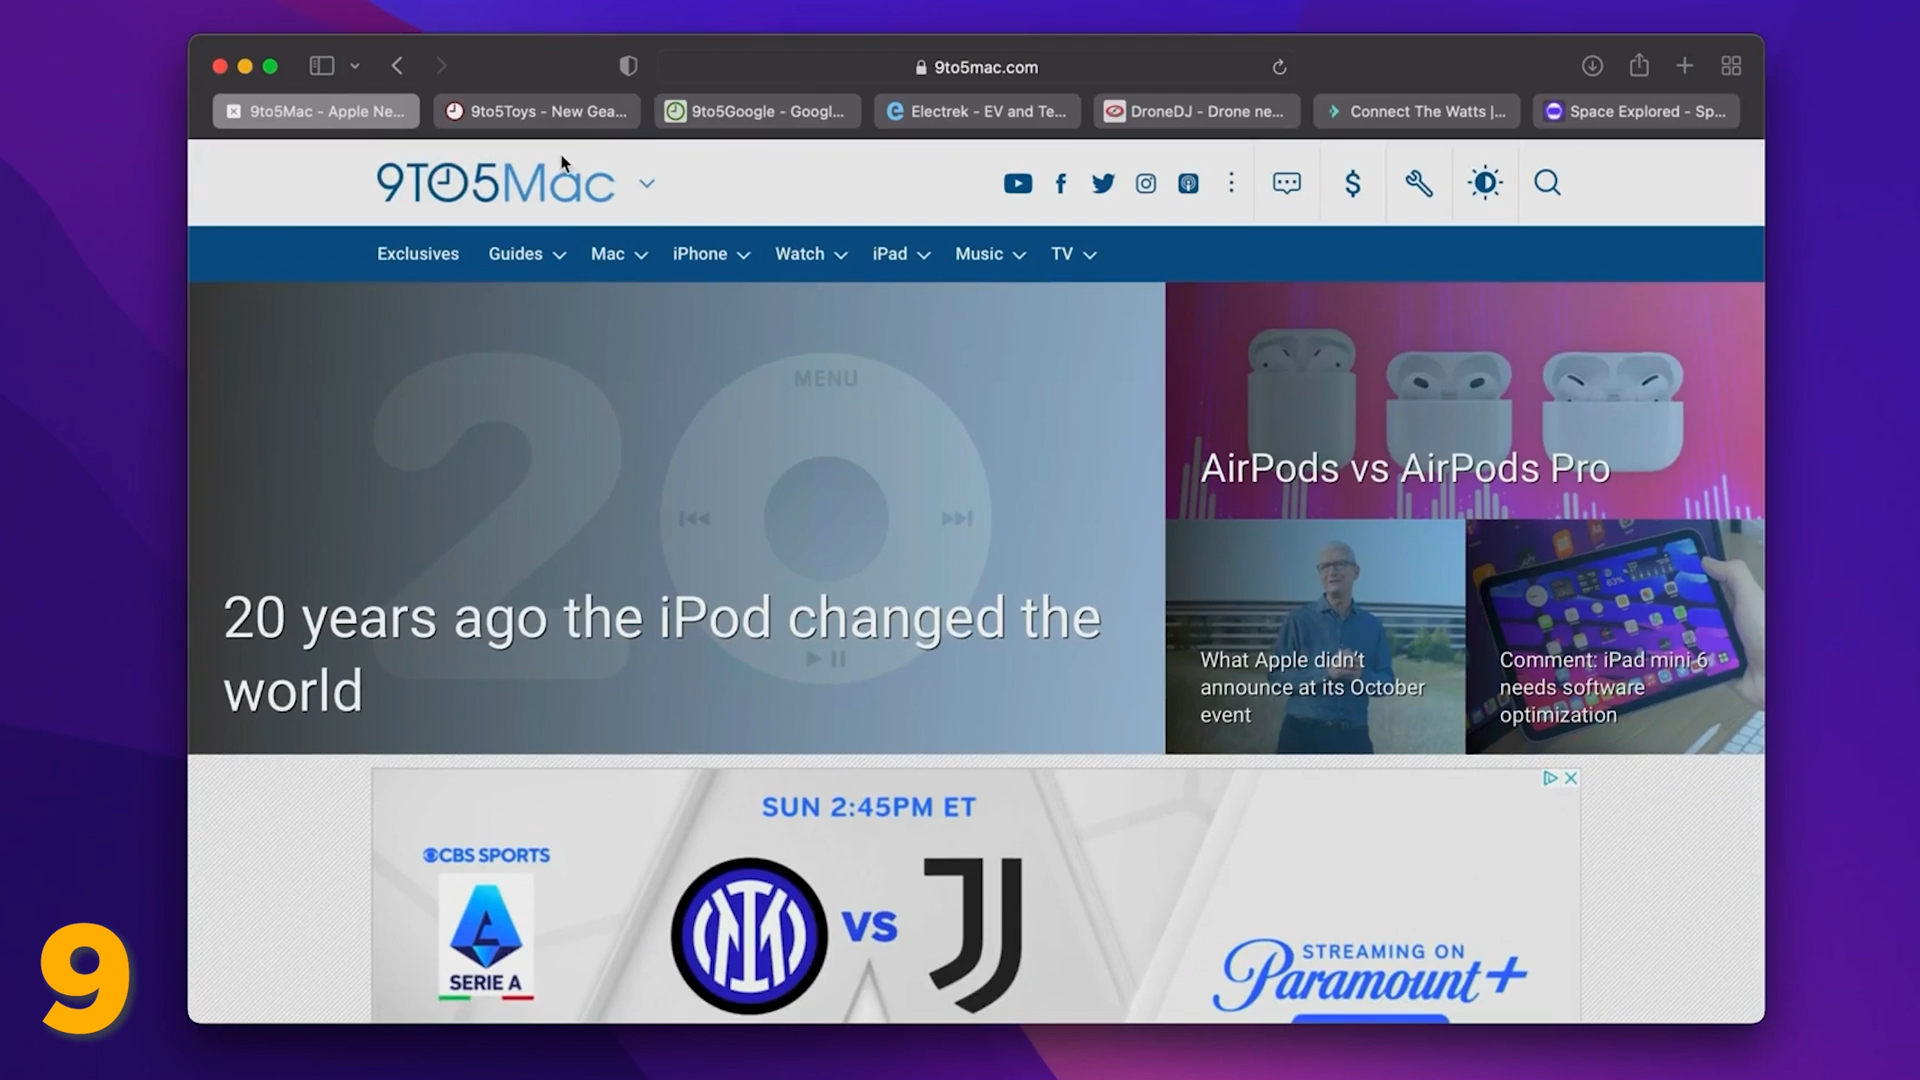 9to5mac.com
9to5Mac - Apple Ne...
9to5Toys - New Gea...
9to5Google - Googl...
Electrek - EV and Te...
DroneDJ - Drone ne...
Connect The Watts |...
Space Explored - Sp...
9TO5Mac
Exclusives
Guides
Mac
iPhone
Watch
iPad
Music
TV
20
MENU
20 years ago the iPod changed the
world
AirPods vs AirPods Pro
What Apple didn't
announce at its October
event
Comment: iPad mini 6
needs software
optimization
SUN 2:45PM ET
CBS SPORTS
SERIE A
VS
STREAMING ON
Paramount+
9